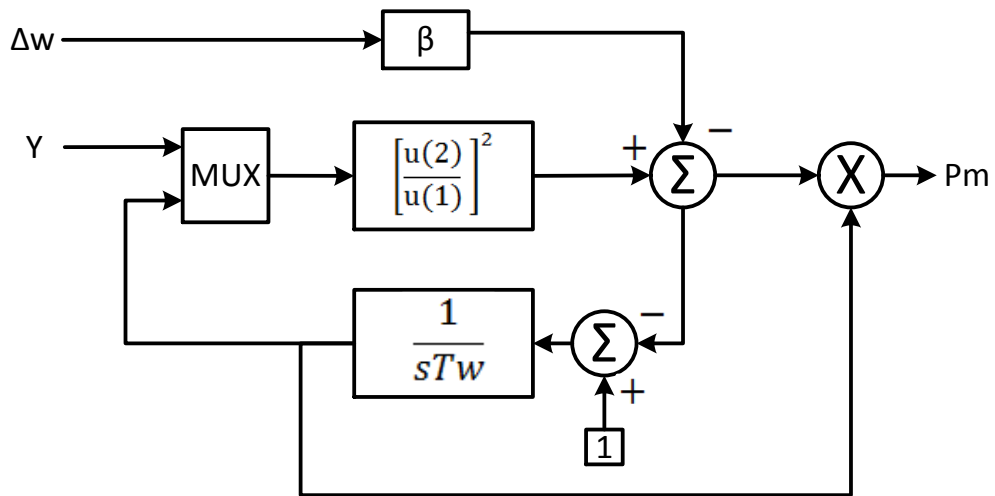 Δw
β
−
Y
MUX
[u(2)/u(1)]²
+
Σ
X
Pm
1/sTw
Σ
−
+
1